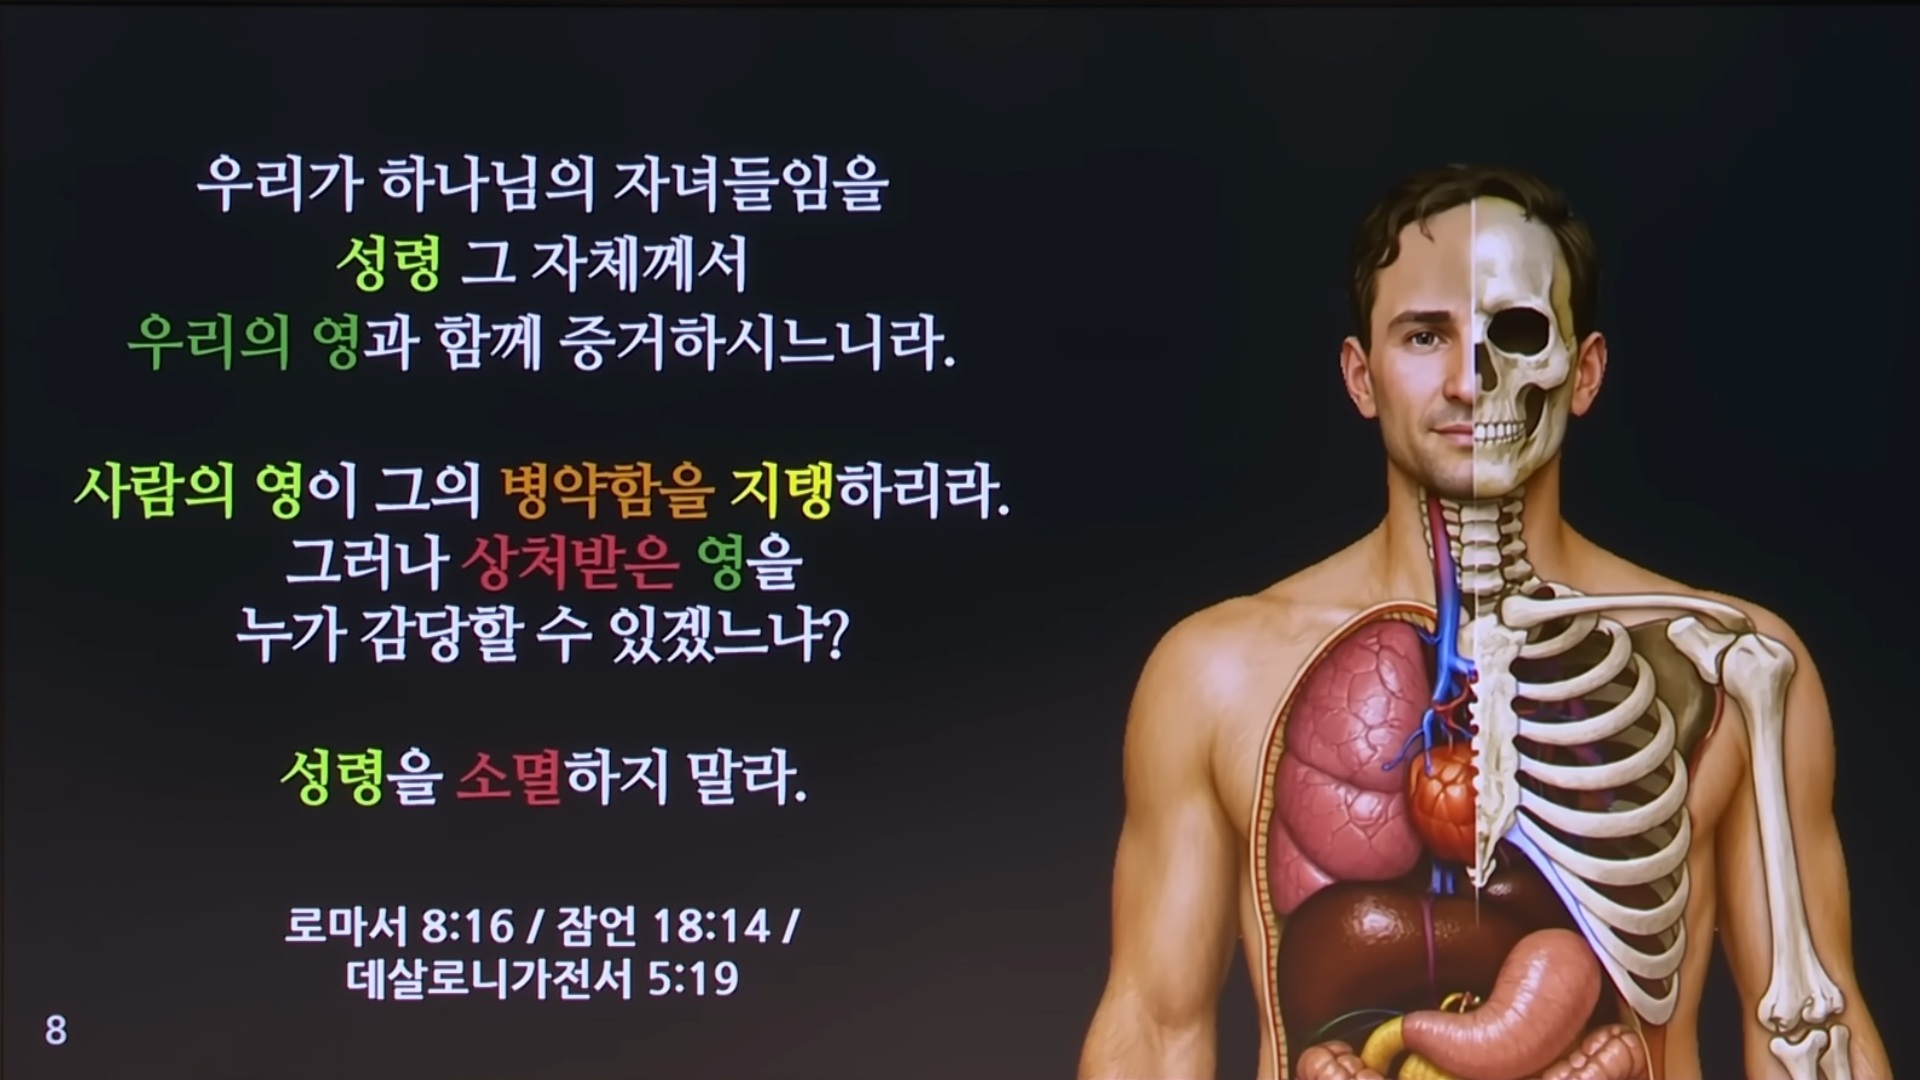 우리가 하나님의 자녀들임을
성령 그 자체께서
우리의 영과 함께 증거하시느니라.
사람의 영이 그의 병약함을 지탱하리라.
그러나 상처받은 영을
누가 감당할 수 있겠느냐?
성령을 소멸하지 말라.
로마서 8:16 / 잠언 18:14 /
데살로니가전서 5:19
8